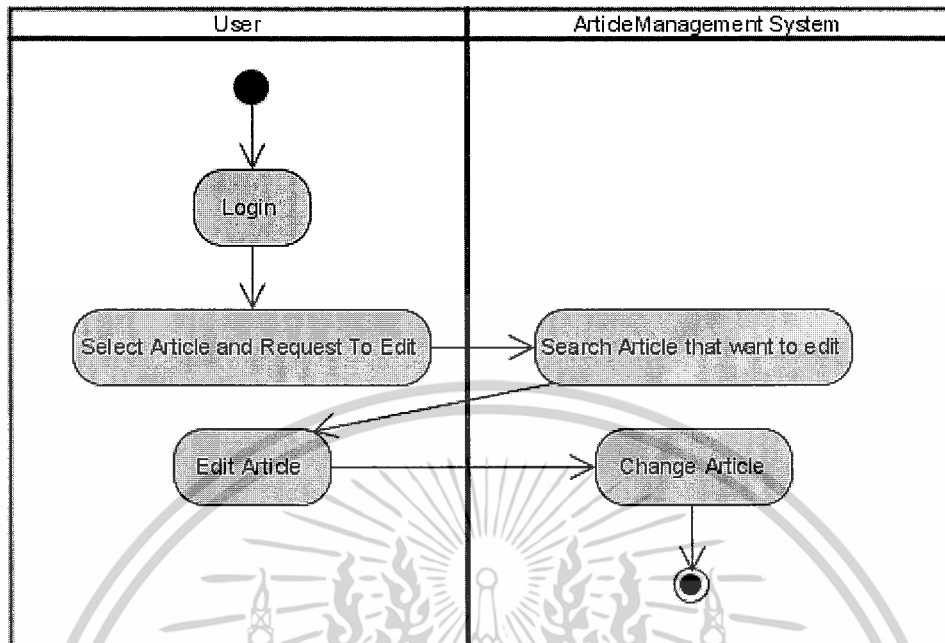 User
ArticleManagement System
Login
Select Article and Request To Edit
Search Article that want to edit
Edit Article
Change Article